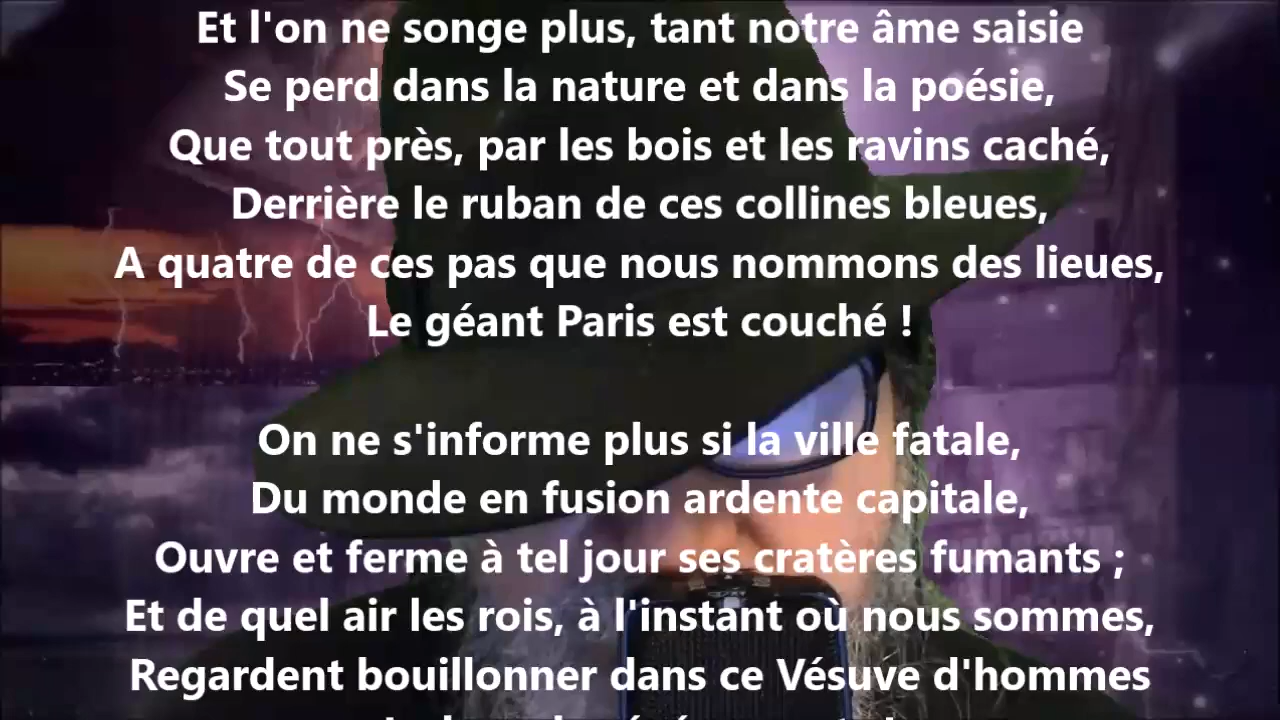 Et l'on ne songe plus, tant notre âme saisie
Se perd dans la nature et dans la poésie,
Que tout près, par les bois et les ravins caché,
Derrière le ruban de ces collines bleues,
A quatre de ces pas que nous nommons des lieues,
Le géant Paris est couché !
On ne s'informe plus si la ville fatale,
Du monde en fusion ardente capitale,
Ouvre et ferme à tel jour ses cratères fumants ;
Et de quel air les rois, à l'instant où nous sommes,
Regardent bouillonner dans ce Vésuve d'hommes